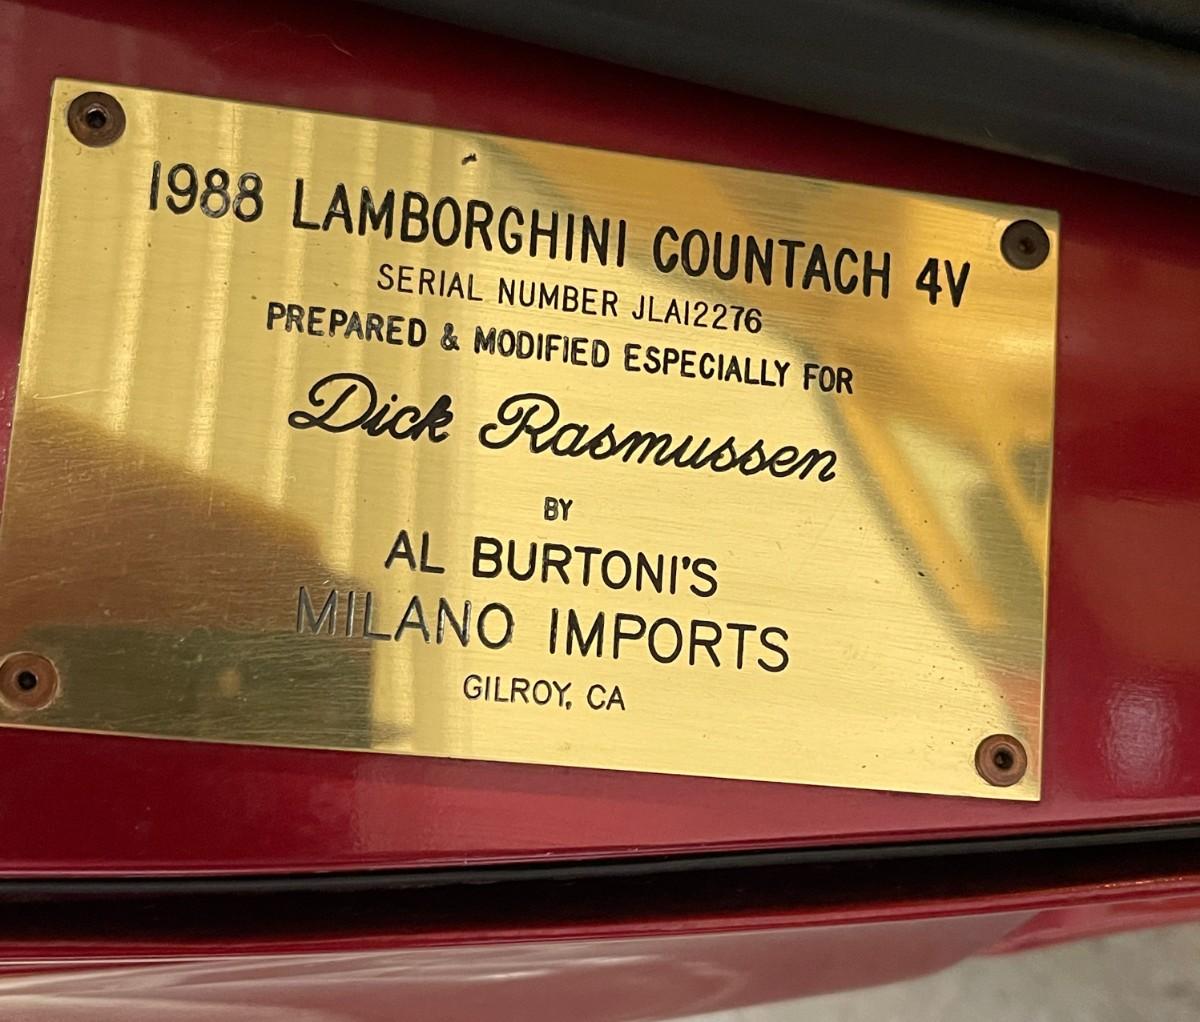 1988 LAMBORGHINI COUNTACH 4V
SERIAL NUMBER JLA12276
PREPARED & MODIFIED ESPECIALLY FOR
Dick Rasmussen
BY
AL BURTONI'S
MILANO IMPORTS
GILROY, CA